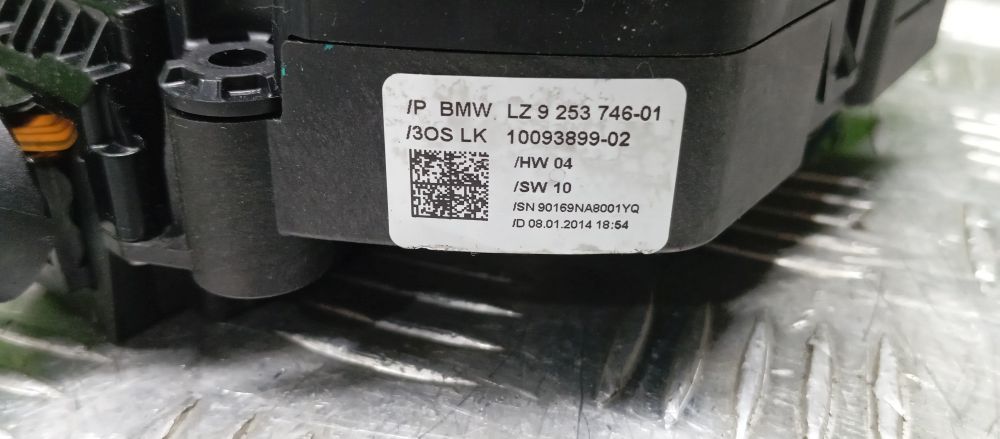 /P BMW LZ 9 253 746-01
/3OS LK 10093899-02
/HW 04
/SW 10
/SN 90169NA8001YQ
/D 08.01.2014 18:54